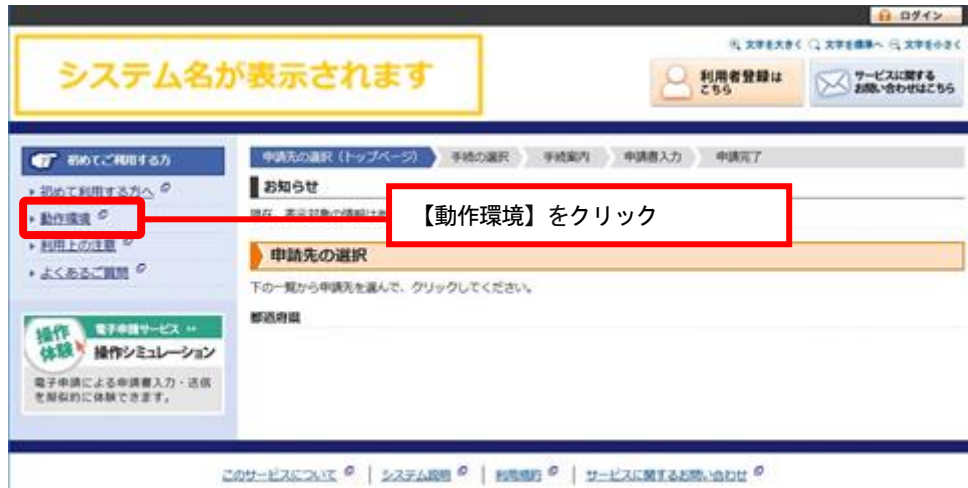 ログイン
文字を大きく 文字を標準へ 文字を小さく
システム名が表示されます
利用者登録は
こちら
サービスに関する
お問い合わせはこちら
初めてご利用する方
申請先の選択（トップページ） 手続の選択 手続案内 申請書入力 申請完了
初めて利用する方へ
お知らせ
動作環境
現在、表示対象の情報はあ
【動作環境】をクリック
利用上の注意
申請先の選択
よくあるご質問
下の一覧から申請先を選んで、クリックしてください。
都道府県
操作
体験
電子申請サービス
操作シミュレーション
電子申請による申請書入力・送信
を擬似的に体験できます。
このサービスについて | システム説明 | 利用規約 | サービスに関するお問い合わせ